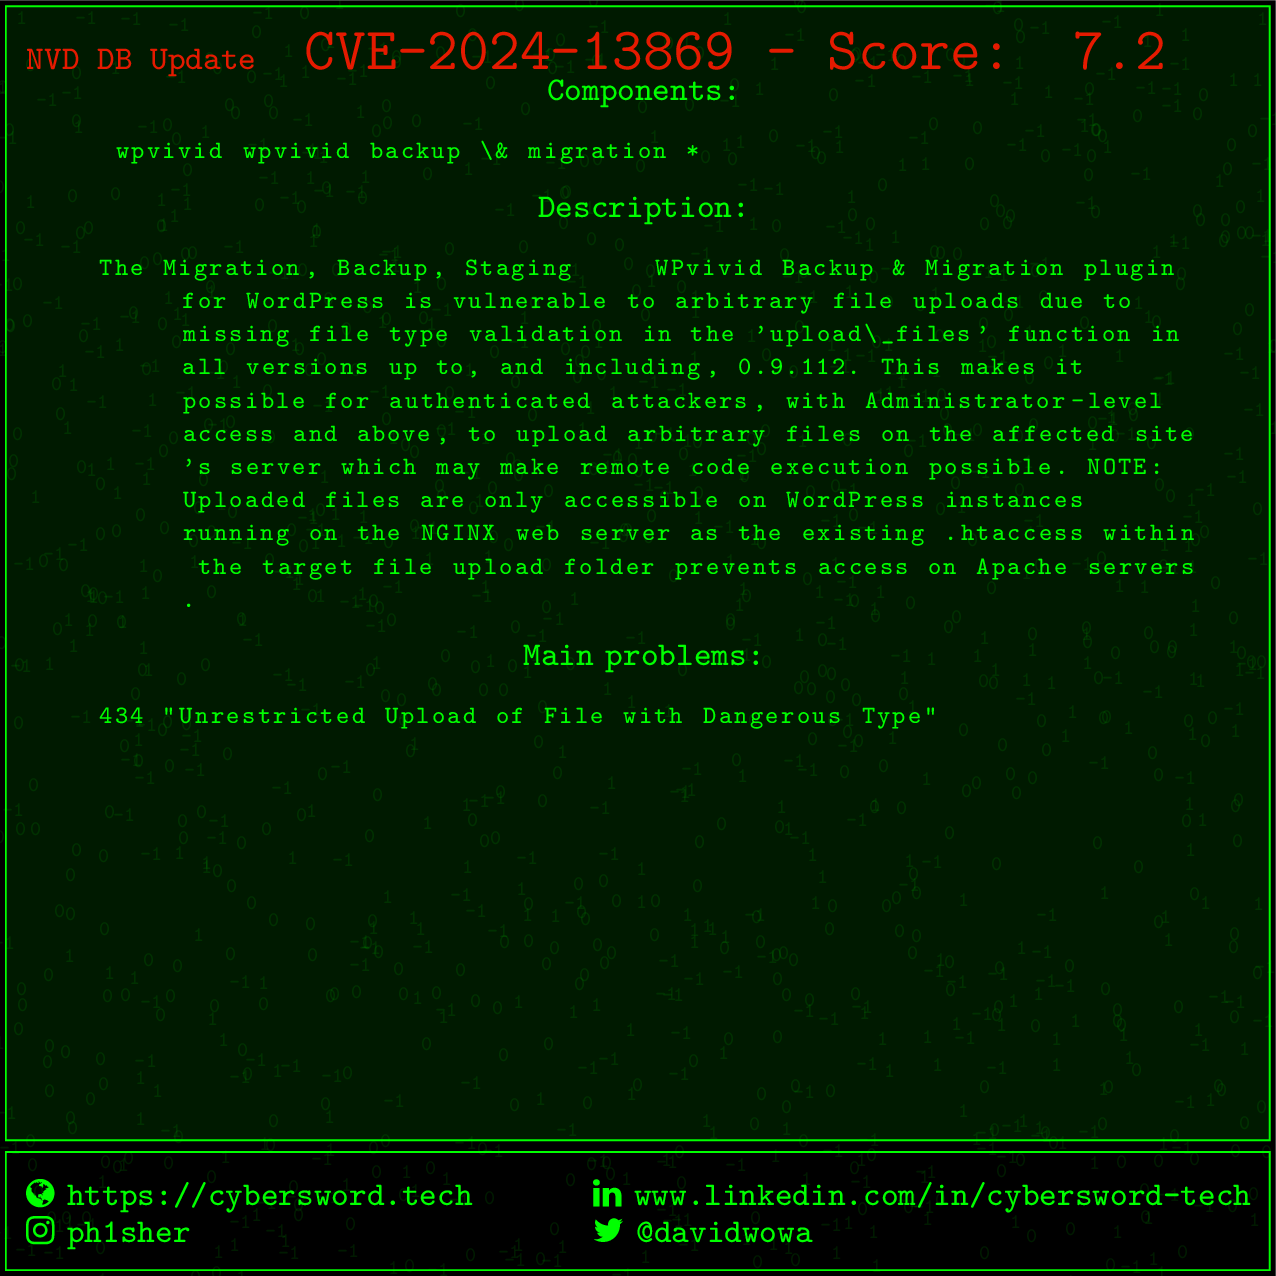 NVD DB Update CVE-2024-13869 - Score: 7.2
Components:
wpvivid wpvivid backup \& migration *
Description:
The Migration, Backup, Staging WPvivid Backup & Migration plugin
for WordPress is vulnerable to arbitrary file uploads due to
missing file type validation in the 'upload\_files' function in
all versions up to, and including, 0.9.112. This makes it
possible for authenticated attackers, with Administrator-level
access and above, to upload arbitrary files on the affected site
's server which may make remote code execution possible. NOTE:
Uploaded files are only accessible on WordPress instances
running on the NGINX web server as the existing .htaccess within
the target file upload folder prevents access on Apache servers
.
Main problems:
434 "Unrestricted Upload of File with Dangerous Type"
https://cybersword.tech
www.linkedin.com/in/cybersword-tech
ph1sher
@davidwowa